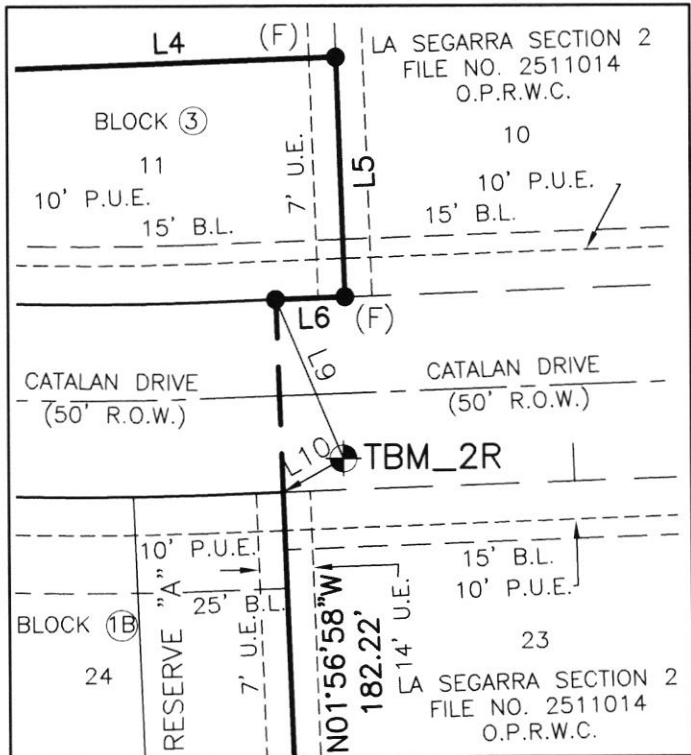 L4
(F)
LA SEGARRA SECTION 2
FILE NO. 2511014
O.P.R.W.C.
BLOCK 3
11
10' P.U.E.
15' B.L.
7' U.E.
L5
10
10' P.U.E.
15' B.L.
L6
(F)
L9
CATALAN DRIVE
(50' R.O.W.)
CATALAN DRIVE
(50' R.O.W.)
L10
TBM_2R
10' P.U.E.
25' B.L.
BLOCK 1B
24
RESERVE "A"
7' U.E.
N01°56'58"W
182.22'
14' U.E.
15' B.L.
10' P.U.E.
23
LA SEGARRA SECTION 2
FILE NO. 2511014
O.P.R.W.C.